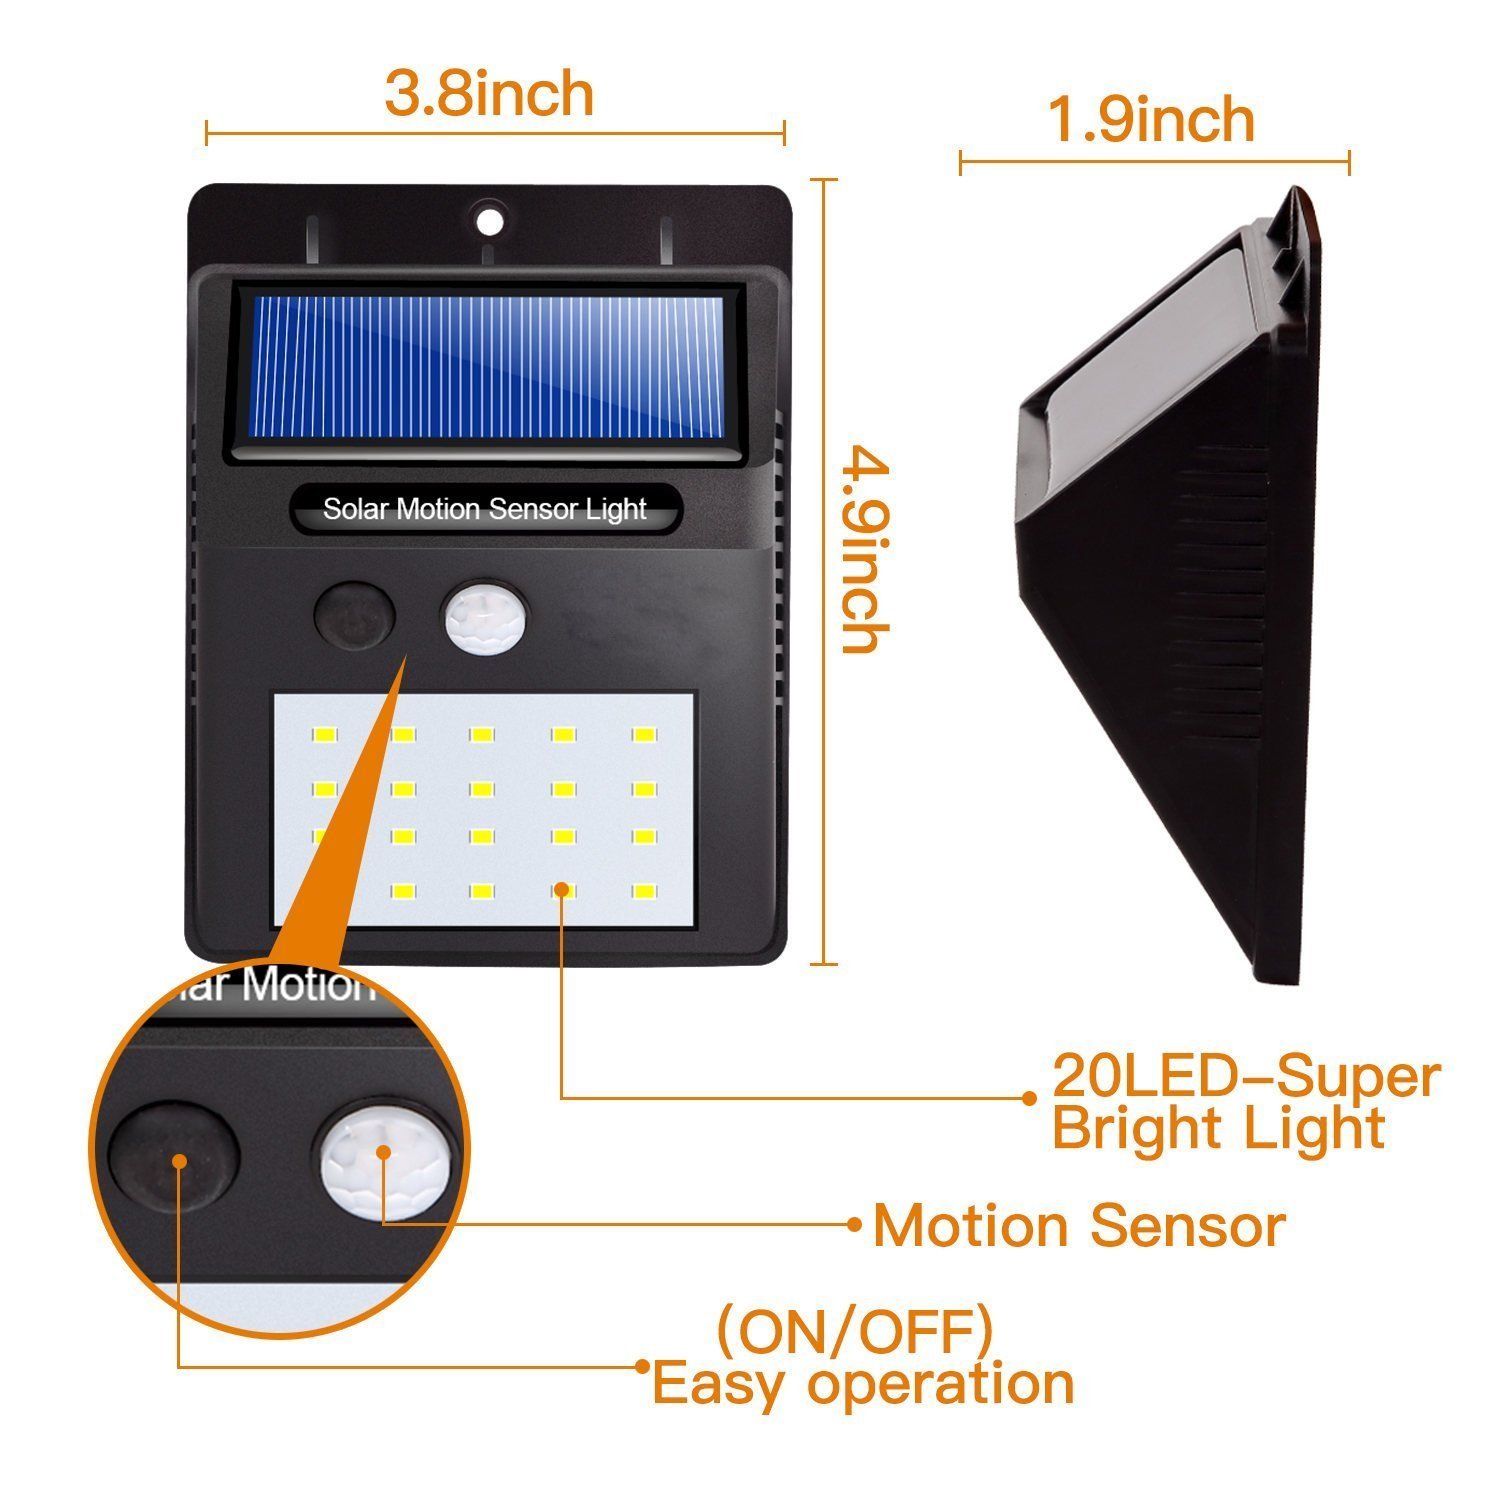 3.8inch
1.9inch
4.9inch
Solar Motion Sensor Light
lar Motion
20LED-Super
Bright Light
Motion Sensor
(ON/OFF)
Easy operation